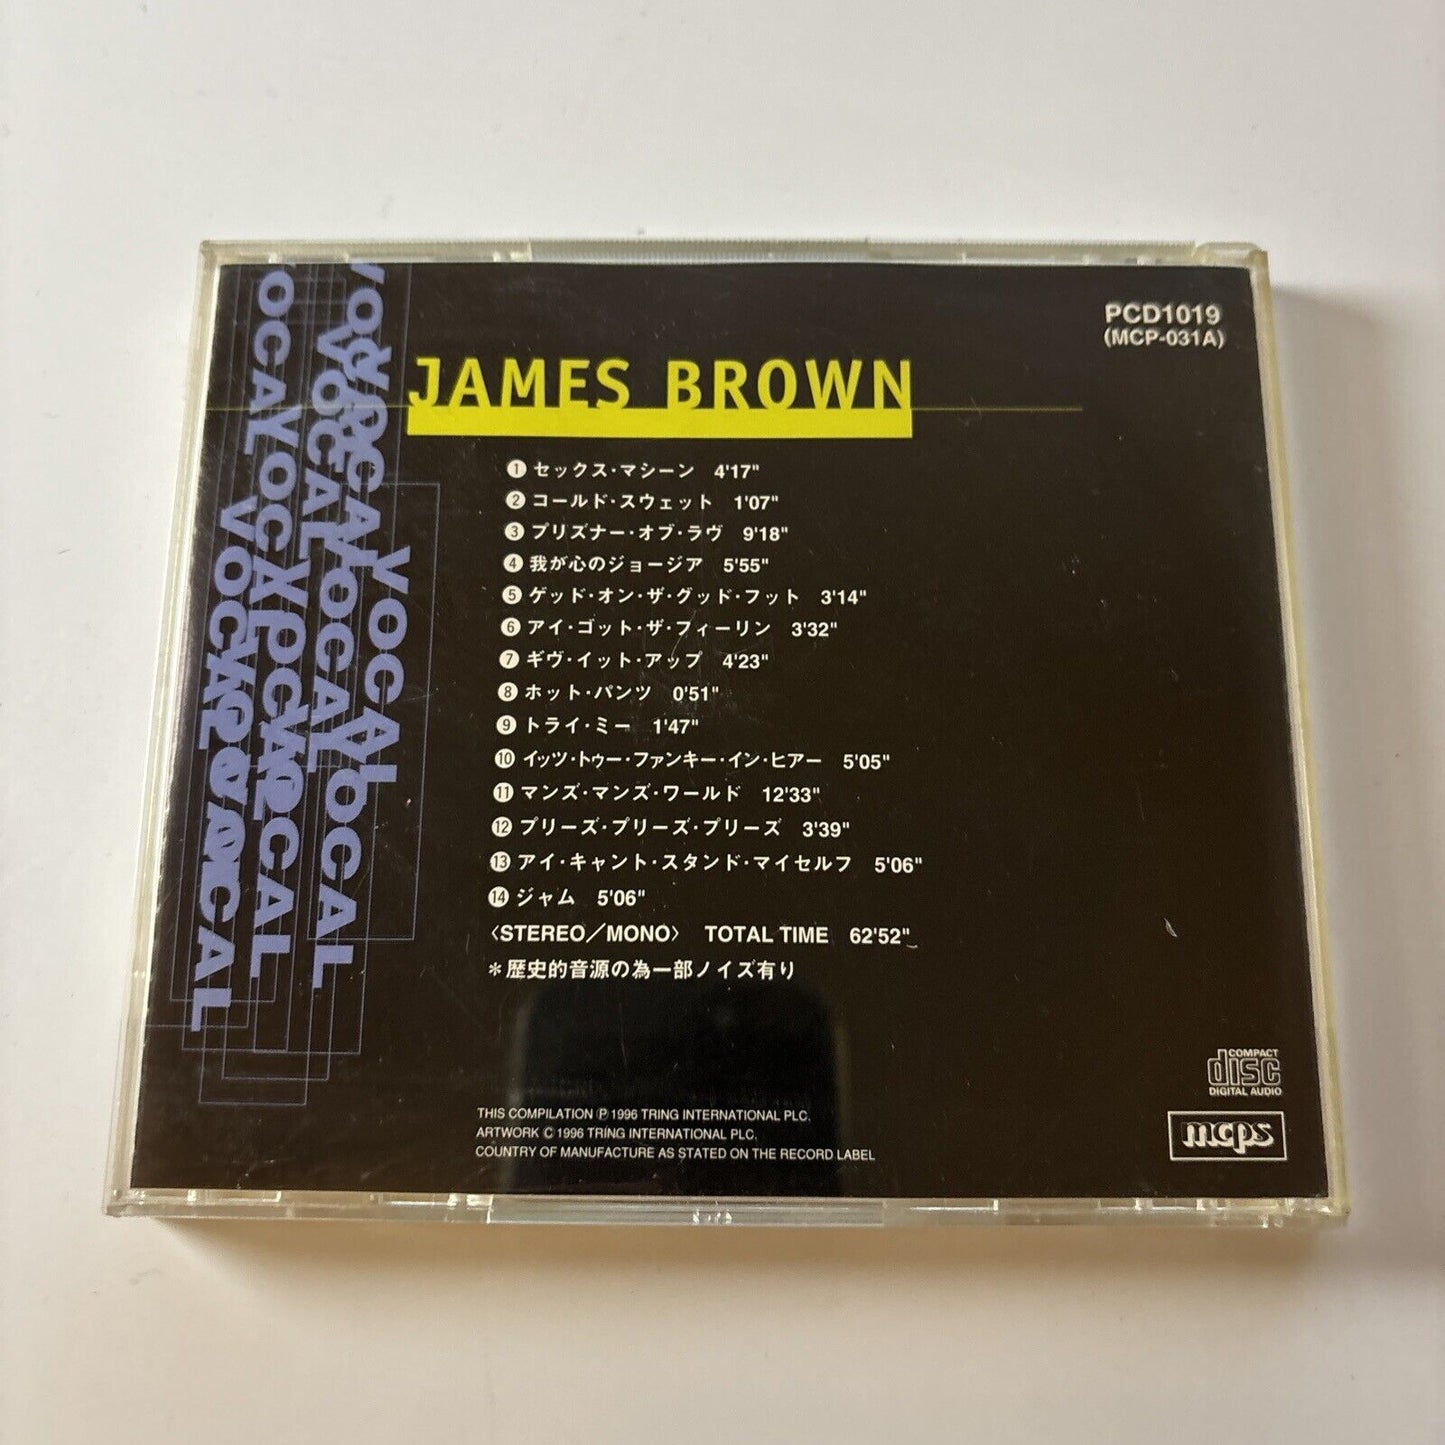 PCD1019
(MCP-031A)
JAMES BROWN
① セックス・マシーン 4'17"
② コールド・スウェット 1'07"
③ プリズナー・オブ・ラヴ 9'18"
④ 我が心のジョージア 5'55"
⑤ ゲッド・オン・ザ・グッド・フット 3'14"
⑥ アイ・ゴット・ザ・フィーリン 3'32"
⑦ ギヴ・イット・アップ 4'23"
⑧ ホット・パンツ 0'51"
⑨ トライ・ミー 1'47"
⑩ イッツ・トゥー・ファンキー・イン・ヒアー 5'05"
⑪ マンズ・マンズ・ワールド 12'33"
⑫ プリーズ・プリーズ・プリーズ 3'39"
⑬ アイ・キャント・スタンド・マイセルフ 5'06"
⑭ ジャム 5'06"
〈STEREO／MONO〉 TOTAL TIME 62'52"
＊歴史的音源の為一部ノイズ有り
THIS COMPILATION Ⓟ 1996 TRING INTERNATIONAL PLC.
ARTWORK © 1996 TRING INTERNATIONAL PLC.
COUNTRY OF MANUFACTURE AS STATED ON THE RECORD LABEL
COMPACT
disc
DIGITAL AUDIO
mcps
VOCAL
VOCAL
VOCAL
VOCAL
VOCAL